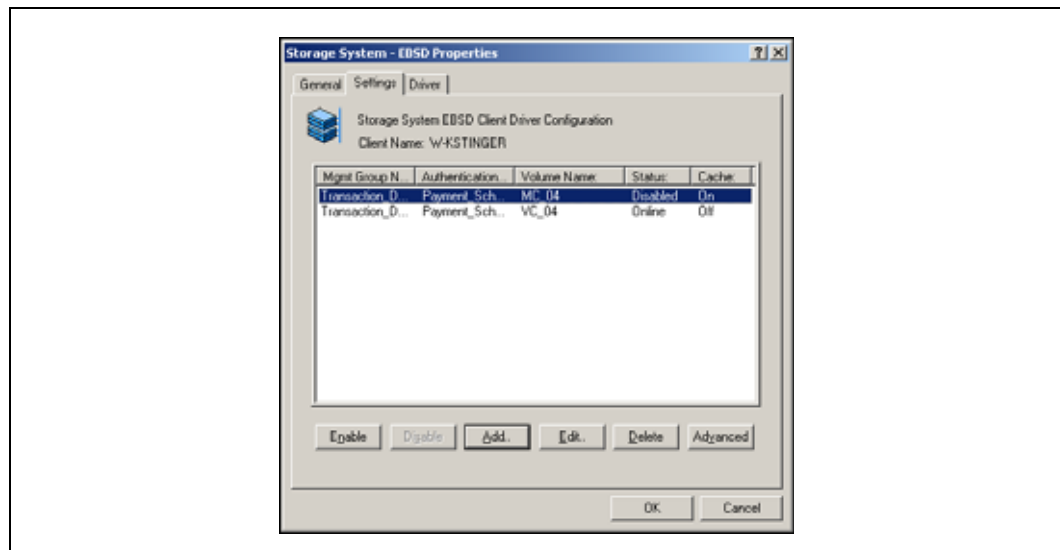 Storage System - EBSD Properties
General Settings Driver
Storage System EBSD Client Driver Configuration
Client Name: W-KSTINGER
Mgmt Group N... Authentication... Volume Name: Status: Cache:
Transaction_D... Payment_Sch... MC_04 Disabled On
Transaction_D... Payment_Sch... VC_04 Online Off
Enable Disable Add.. Edit.. Delete Advanced
OK Cancel